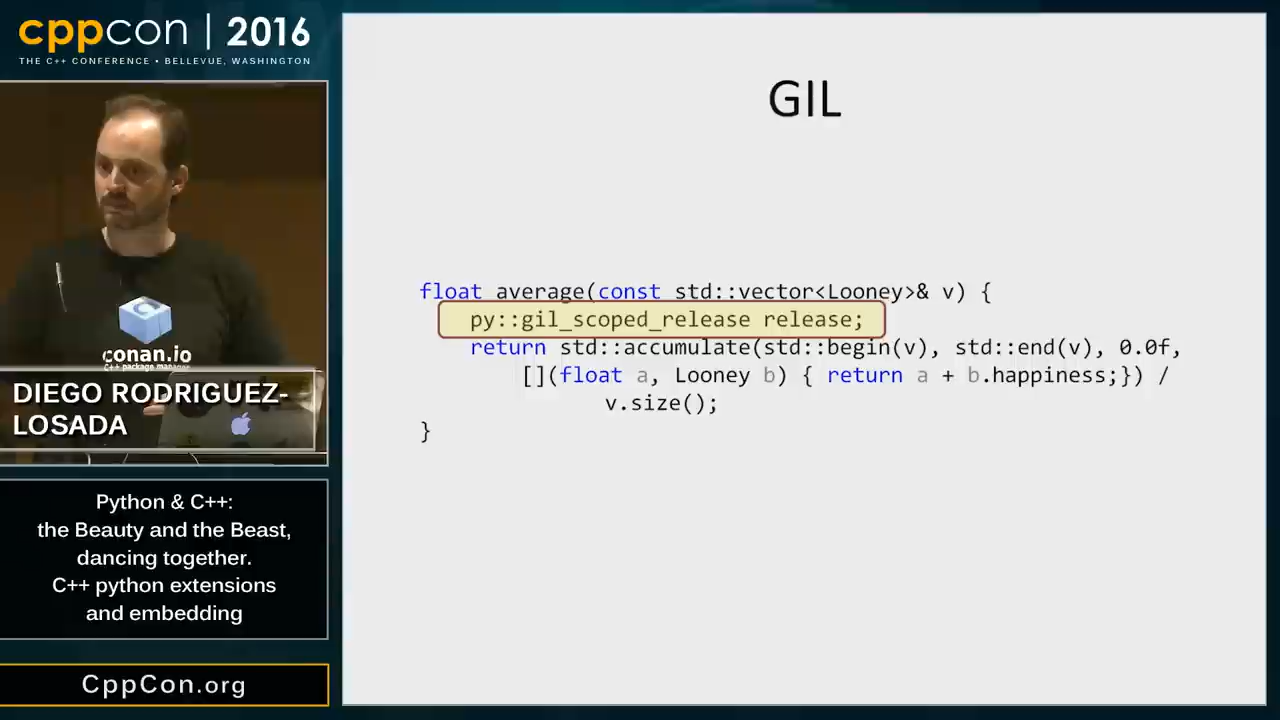 cppcon | 2016
THE C++ CONFERENCE • BELLEVUE, WASHINGTON
conan.io
C++ package manager
DIEGO RODRIGUEZ-
LOSADA
Python & C++:
the Beauty and the Beast,
dancing together.
C++ python extensions
and embedding
CppCon.org
GIL
float average(const std::vector<Looney>& v) {
py::gil_scoped_release release;
return std::accumulate(std::begin(v), std::end(v), 0.0f,
[](float a, Looney b) { return a + b.happiness;}) /
v.size();
}